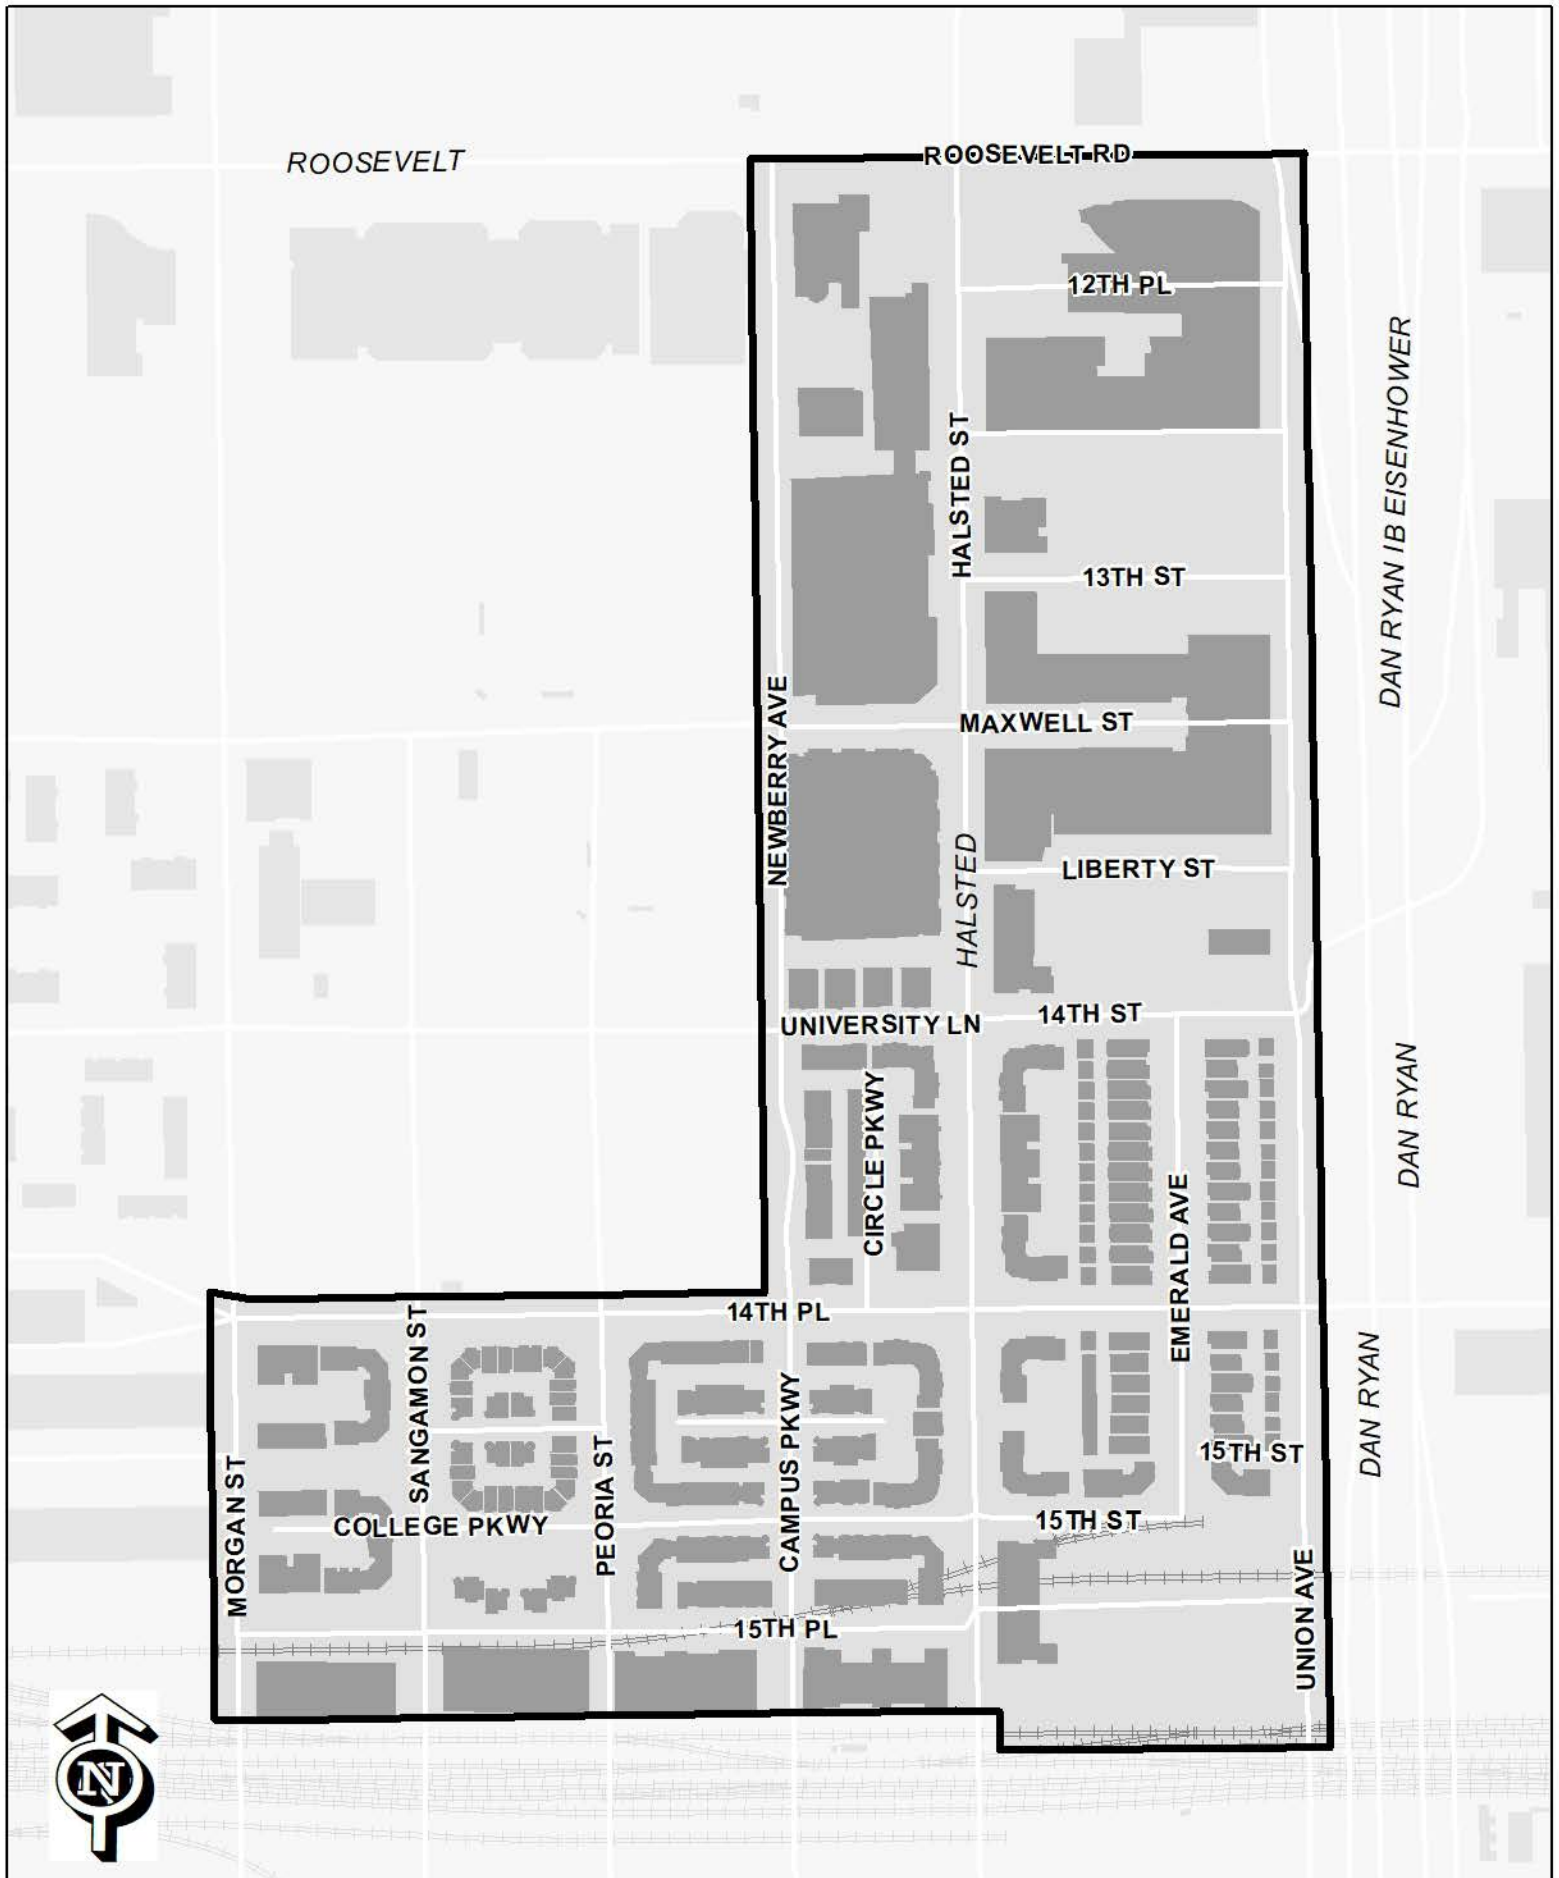 ROOSEVELT
ROOSEVELT RD
12TH PL
DAN RYAN IB EISENHOWER
HALSTED ST
13TH ST
NEWBERRY AVE
MAXWELL ST
HALSTED
LIBERTY ST
UNIVERSITY LN
14TH ST
CIRCLE PKWY
DAN RYAN
EMERALD AVE
14TH PL
SANGAMON ST
CAMPUS PKWY
DAN RYAN
MORGAN ST
PEORIA ST
15TH ST
COLLEGE PKWY
15TH ST
UNION AVE
15TH PL
N